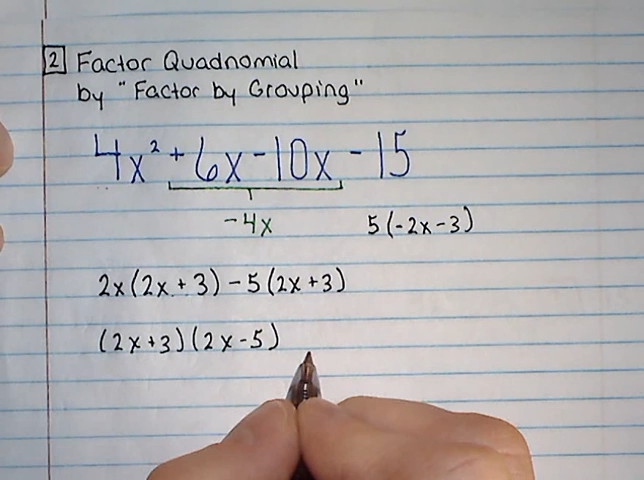 2 Factor Quadnomial
by "Factor by Grouping"
4x² + 6x - 10x - 15
-4x 5(-2x-3)
2x(2x+3) - 5(2x+3)
(2x+3)(2x-5)